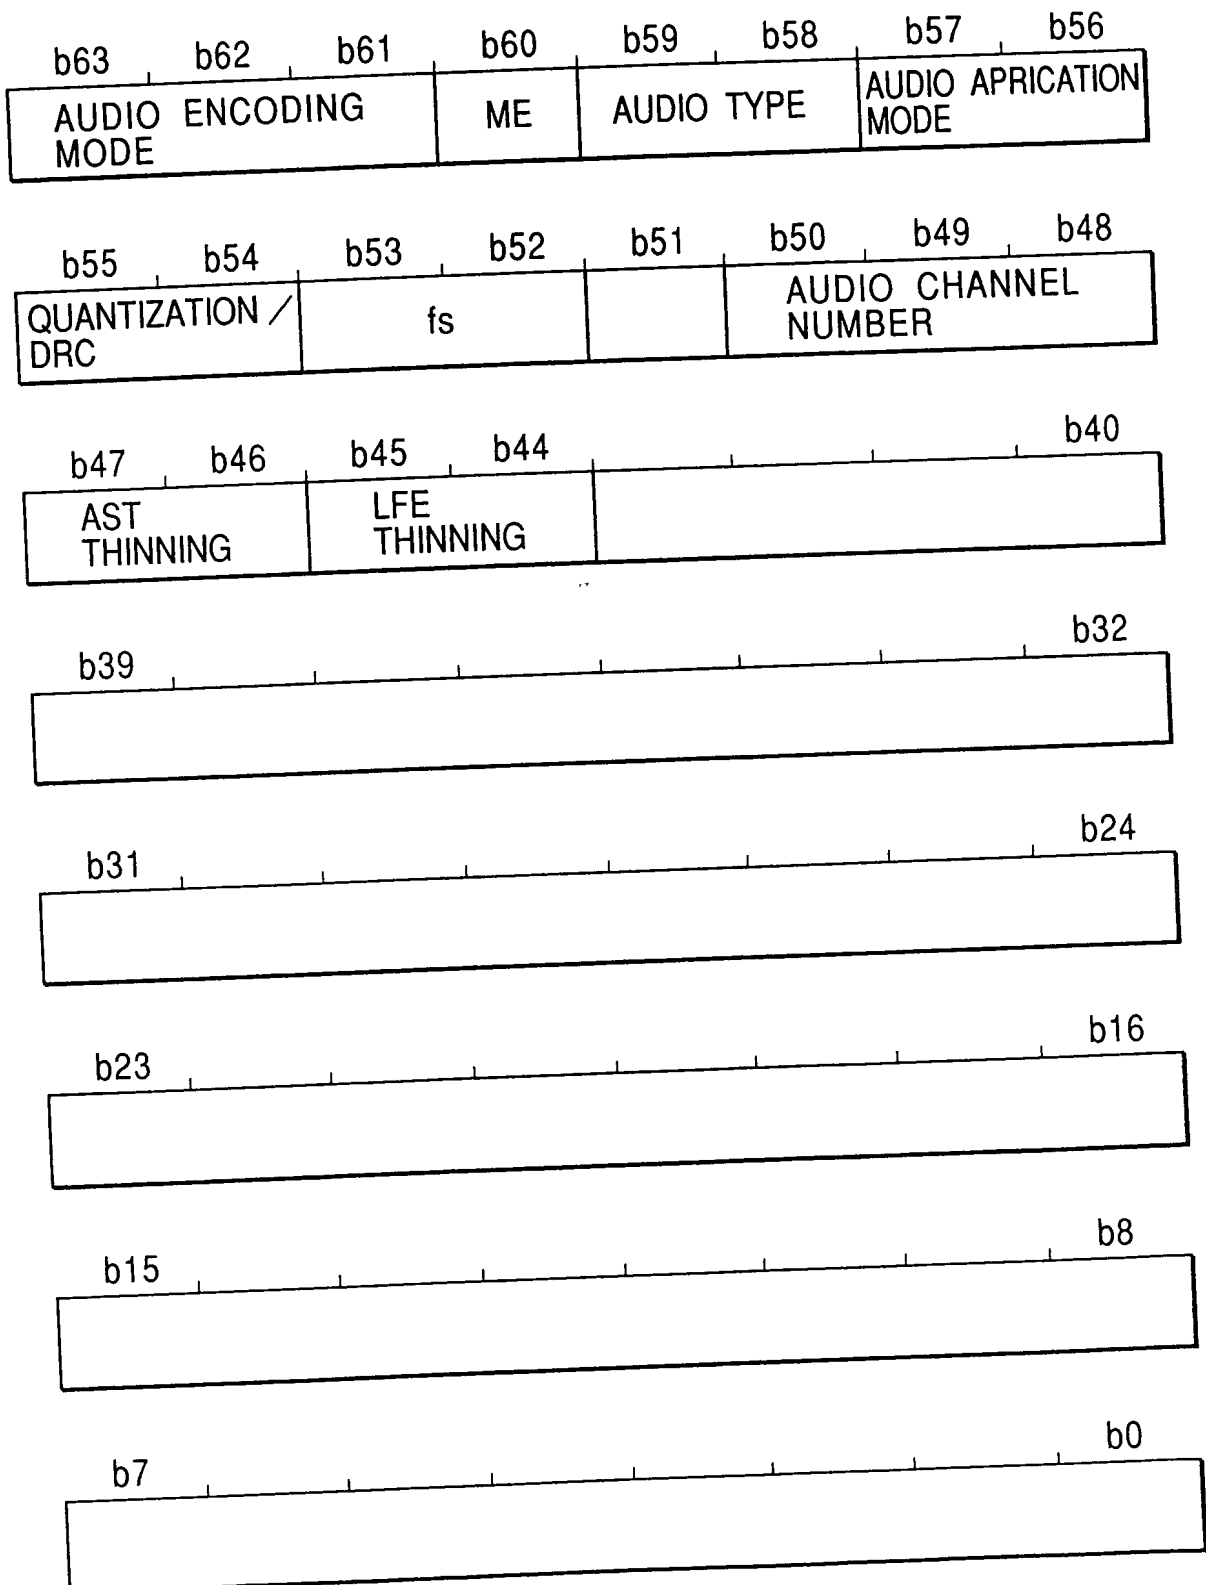 b63 b62 b61 b60 b59 b58 b57 b56
AUDIO ENCODING
MODE
ME
AUDIO TYPE
AUDIO APRICATION
MODE
b55 b54 b53 b52 b51 b50 b49 b48
QUANTIZATION /
DRC
fs
AUDIO CHANNEL
NUMBER
b47 b46 b45 b44 b40
AST
THINNING
LFE
THINNING
b39 b32
b31 b24
b23 b16
b15 b8
b7 b0